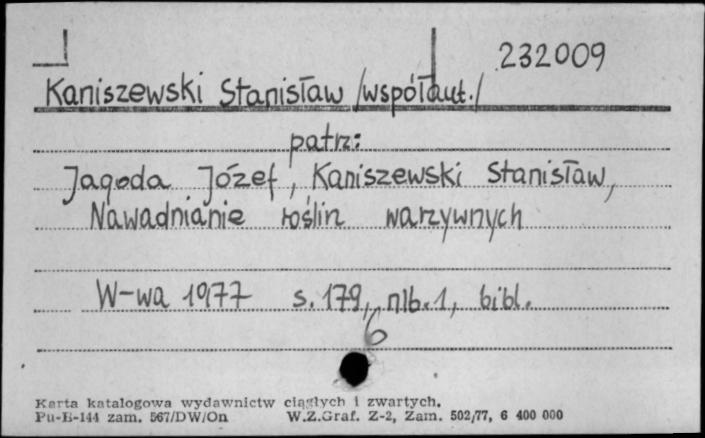 232009
Kaniszewski Stanisław /współaut./
patrz:
Jagoda Józef, Kaniszewski Stanisław,
Nawadnianie roślin warzywnych
W-wa 1977 s. 179, nlb. 1, bibl.
6
Karta katalogowa wydawnictw ciągłych i zwartych.
Pu-B-144 zam. 567/DW/On W.Z.Graf. Z-2, Zam. 502/77, 6 400 000